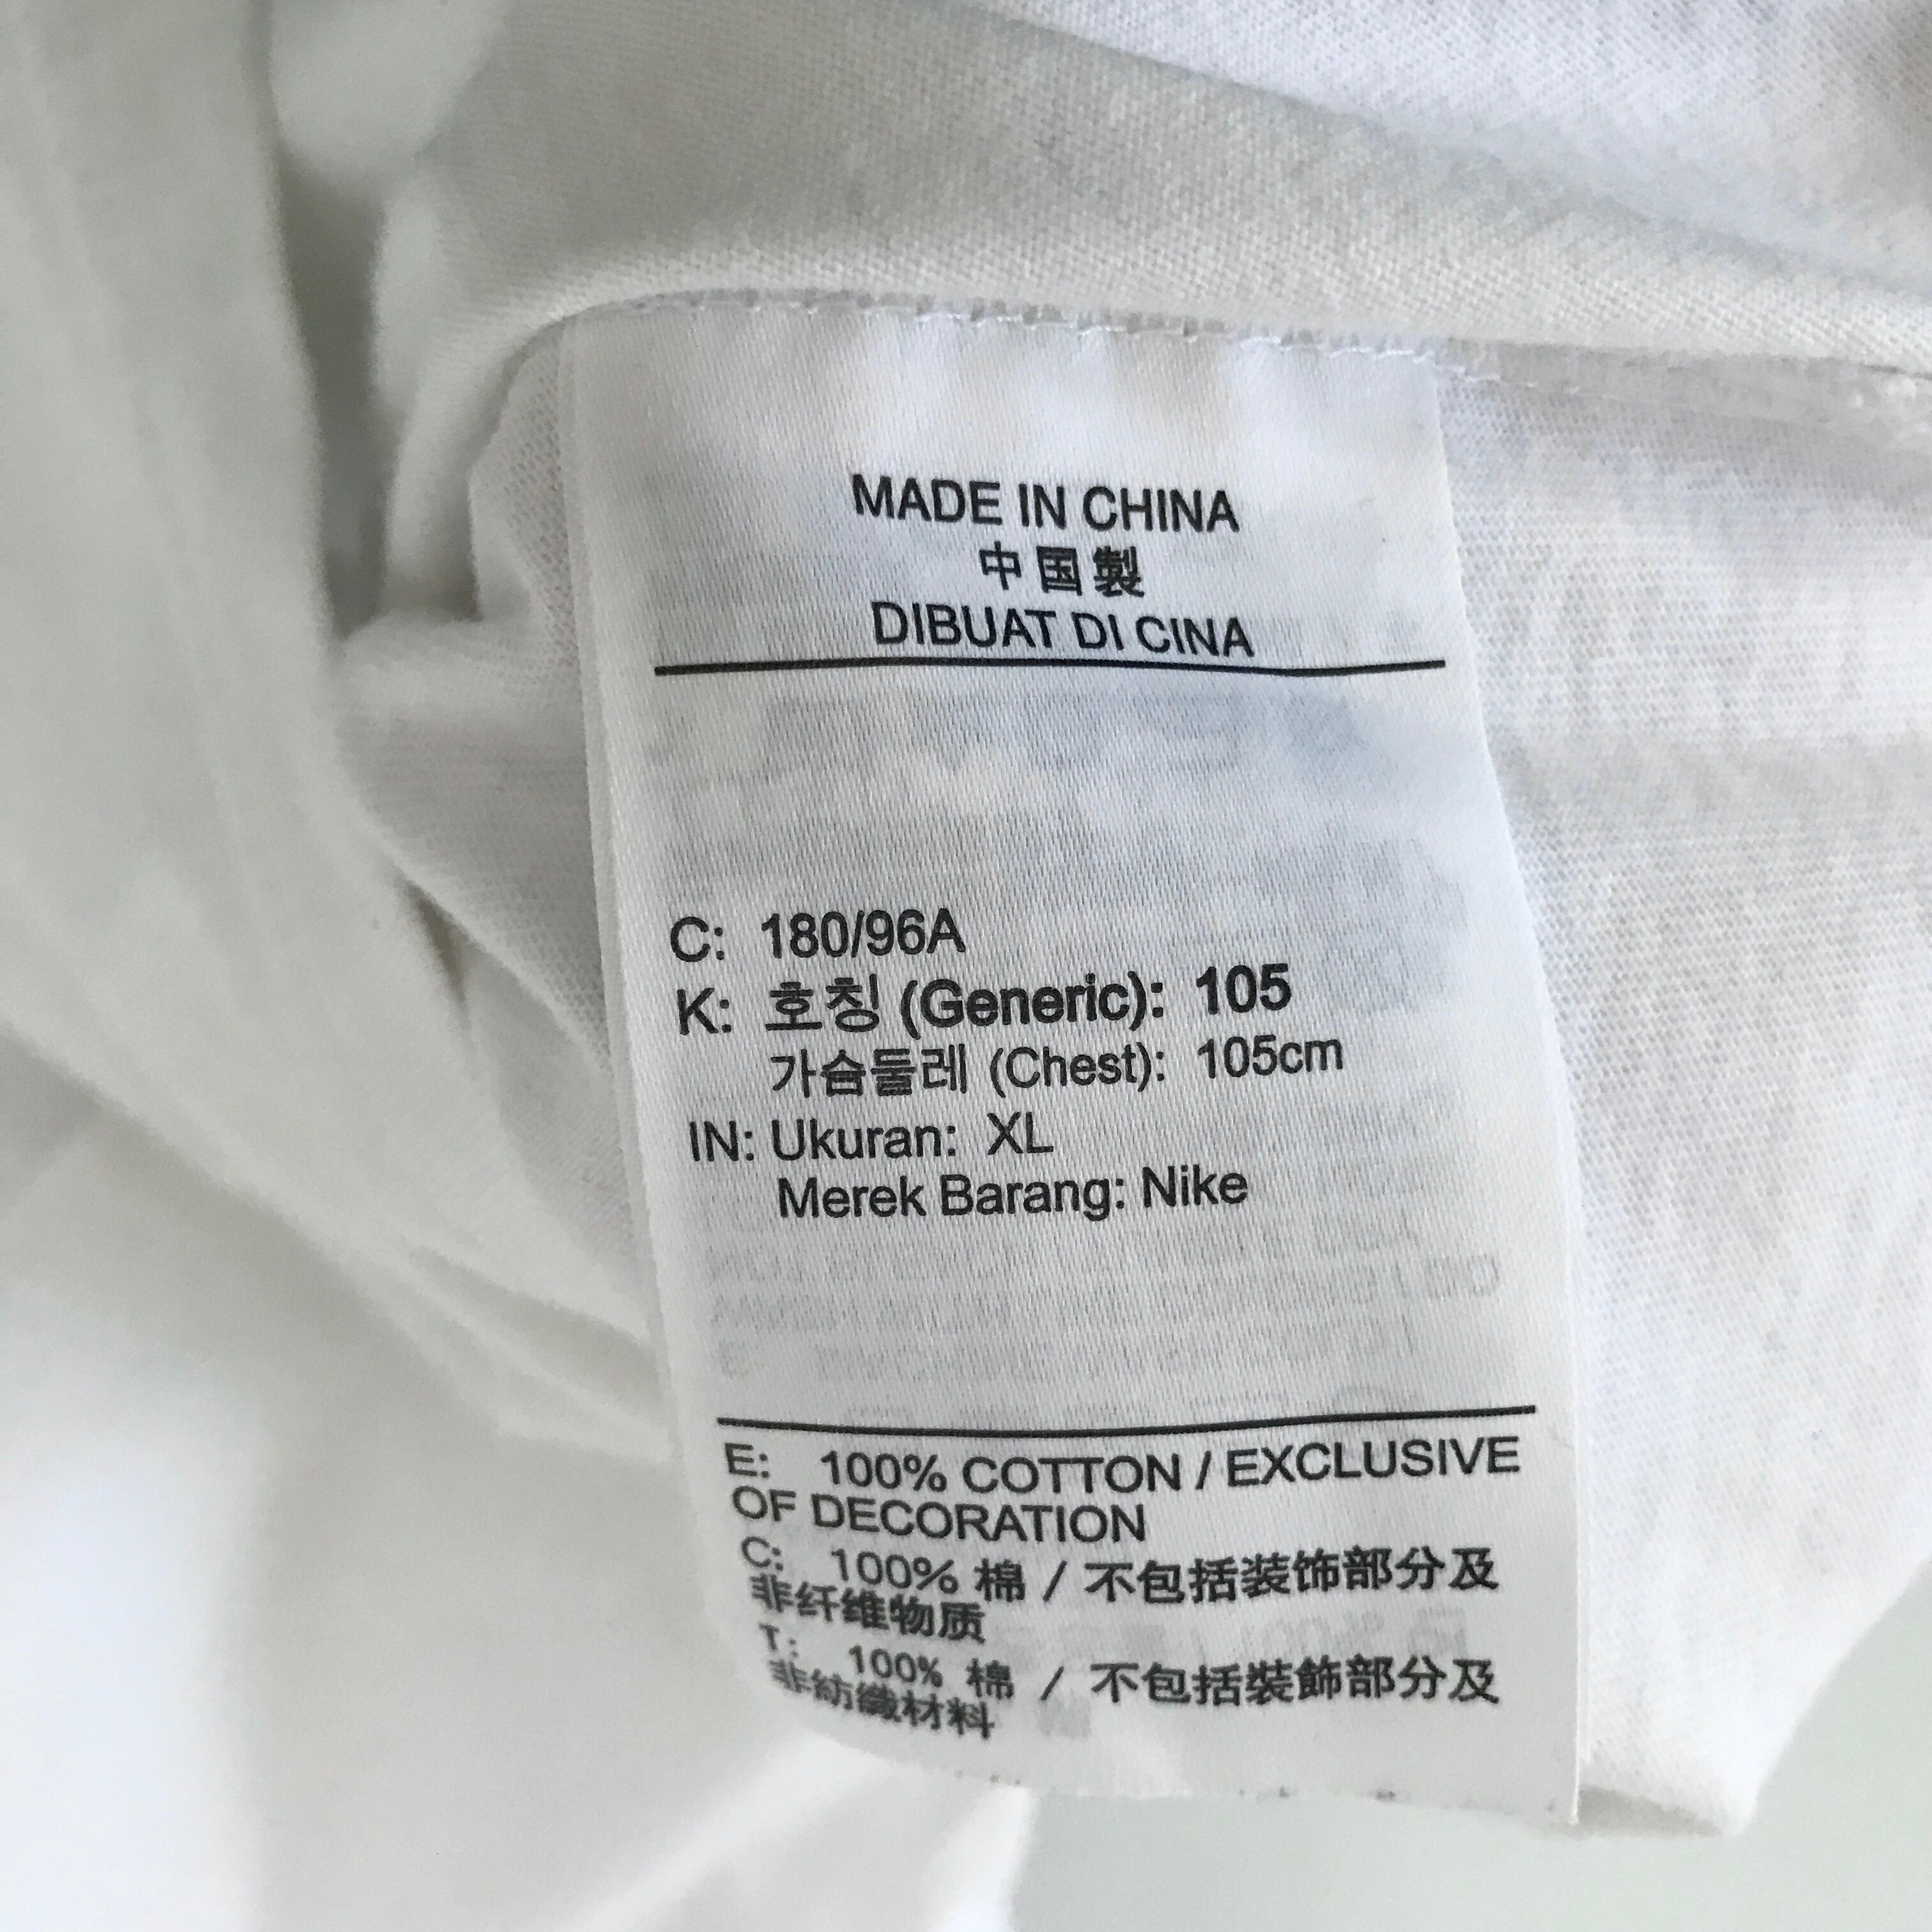 MADE IN CHINA
中国製
DIBUAT DI CINA
C: 180/96A
K: 호칭 (Generic): 105
가슴둘레 (Chest): 105cm
IN: Ukuran: XL
Merek Barang: Nike
E: 100% COTTON / EXCLUSIVE
OF DECORATION
C: 100% 棉 / 不包括装饰部分及
非纤维物质
T: 100% 棉 / 不包括裝飾部分及
非紡織材料